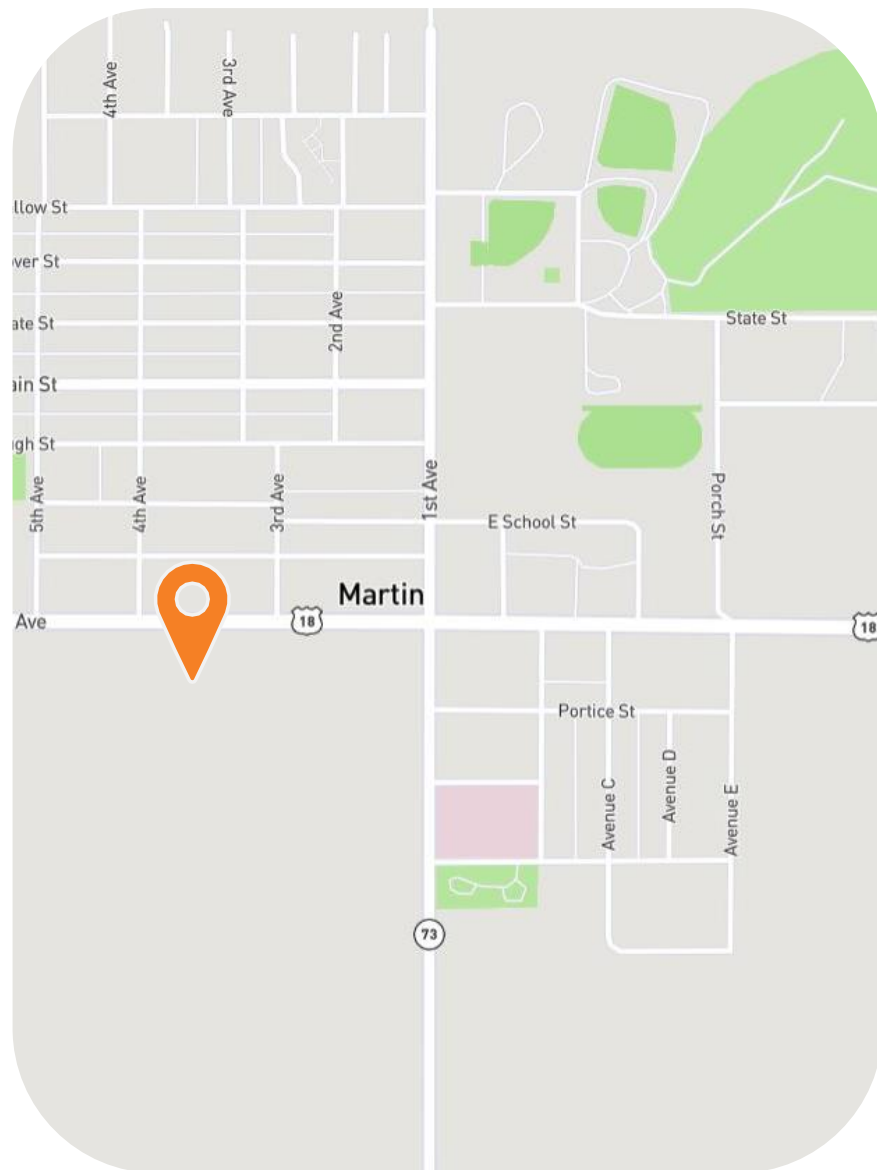 4th Ave
3rd Ave
llow St
ver St
ate St
2nd Ave
State St
ain St
gh St
5th Ave
4th Ave
3rd Ave
1st Ave
E School St
Porch St
Martin
Ave
18
18
Portice St
Avenue C
Avenue D
Avenue E
73